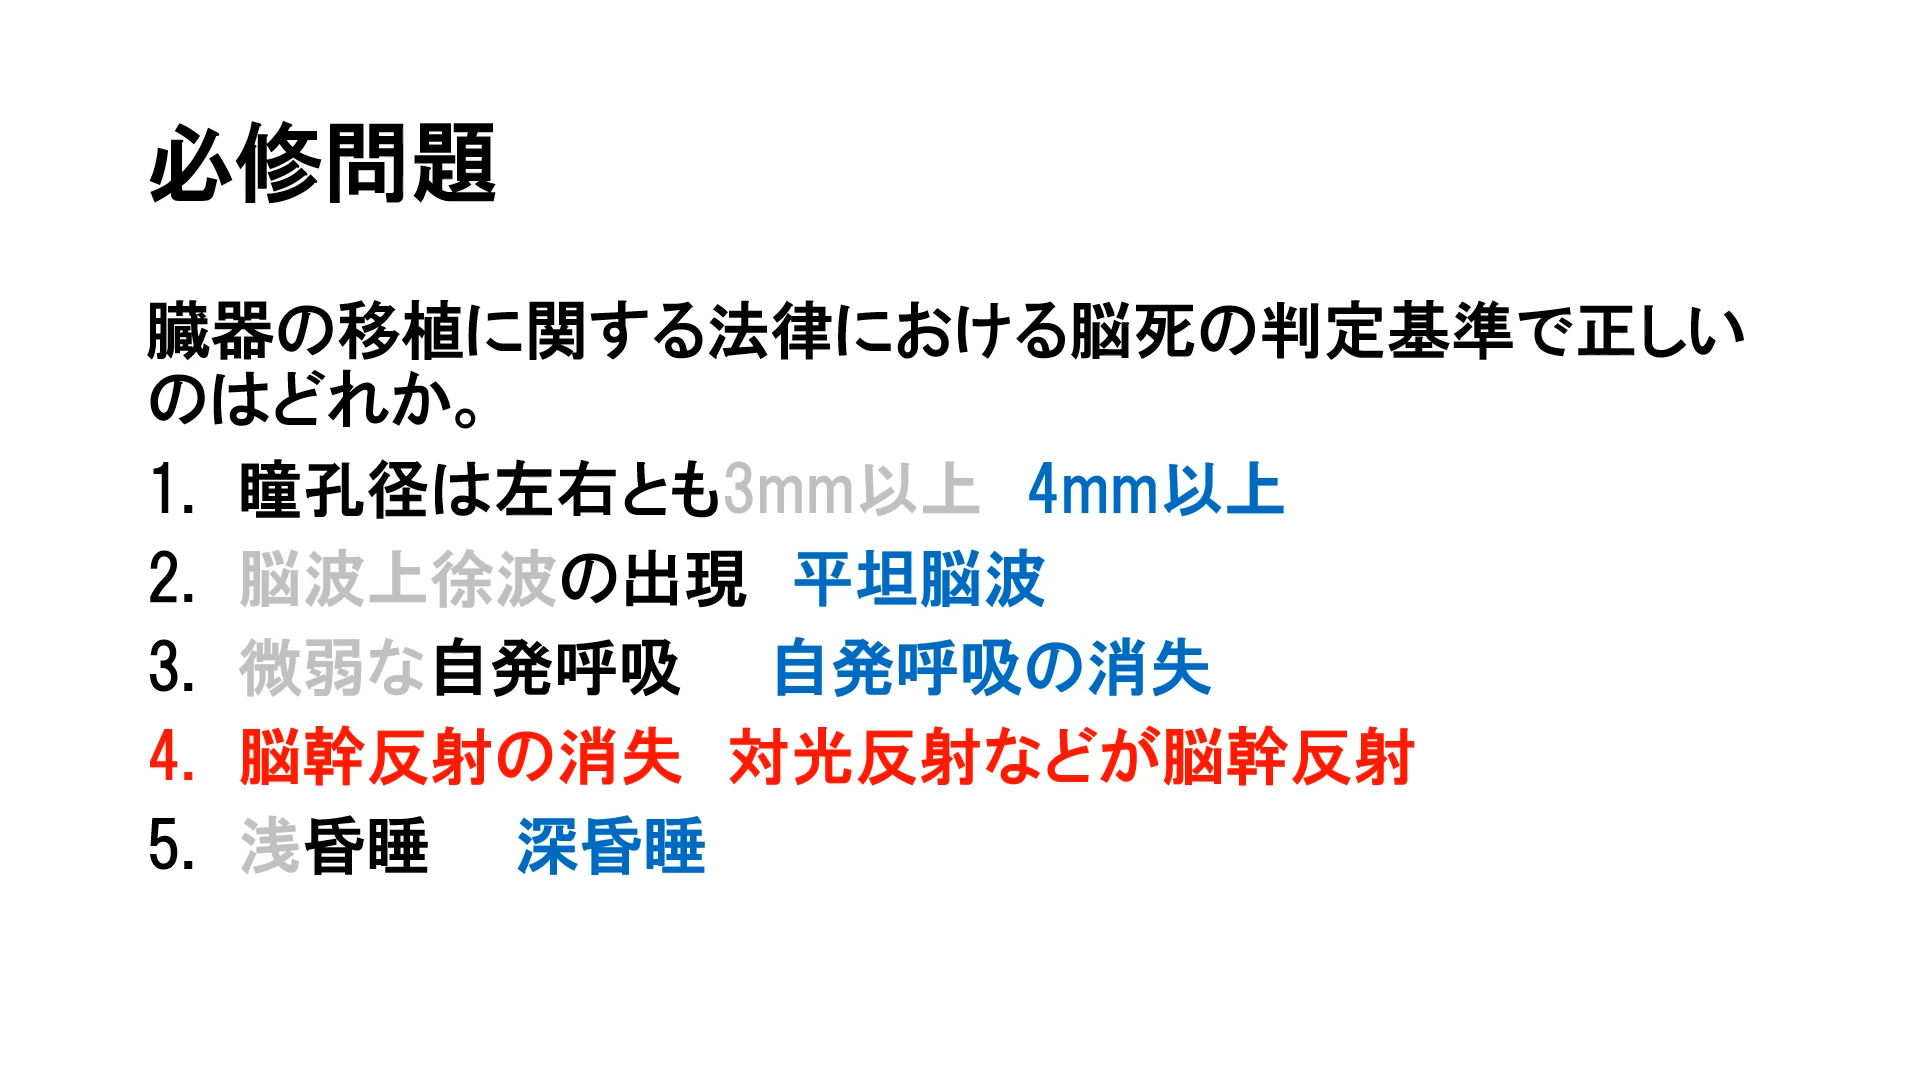 必修問題
臓器の移植に関する法律における脳死の判定基準で正しい
のはどれか。
1. 瞳孔径は左右とも3mm以上　4mm以上
2. 脳波上徐波の出現　平坦脳波
3. 微弱な自発呼吸　自発呼吸の消失
4. 脳幹反射の消失　対光反射などが脳幹反射
5. 浅昏睡　深昏睡